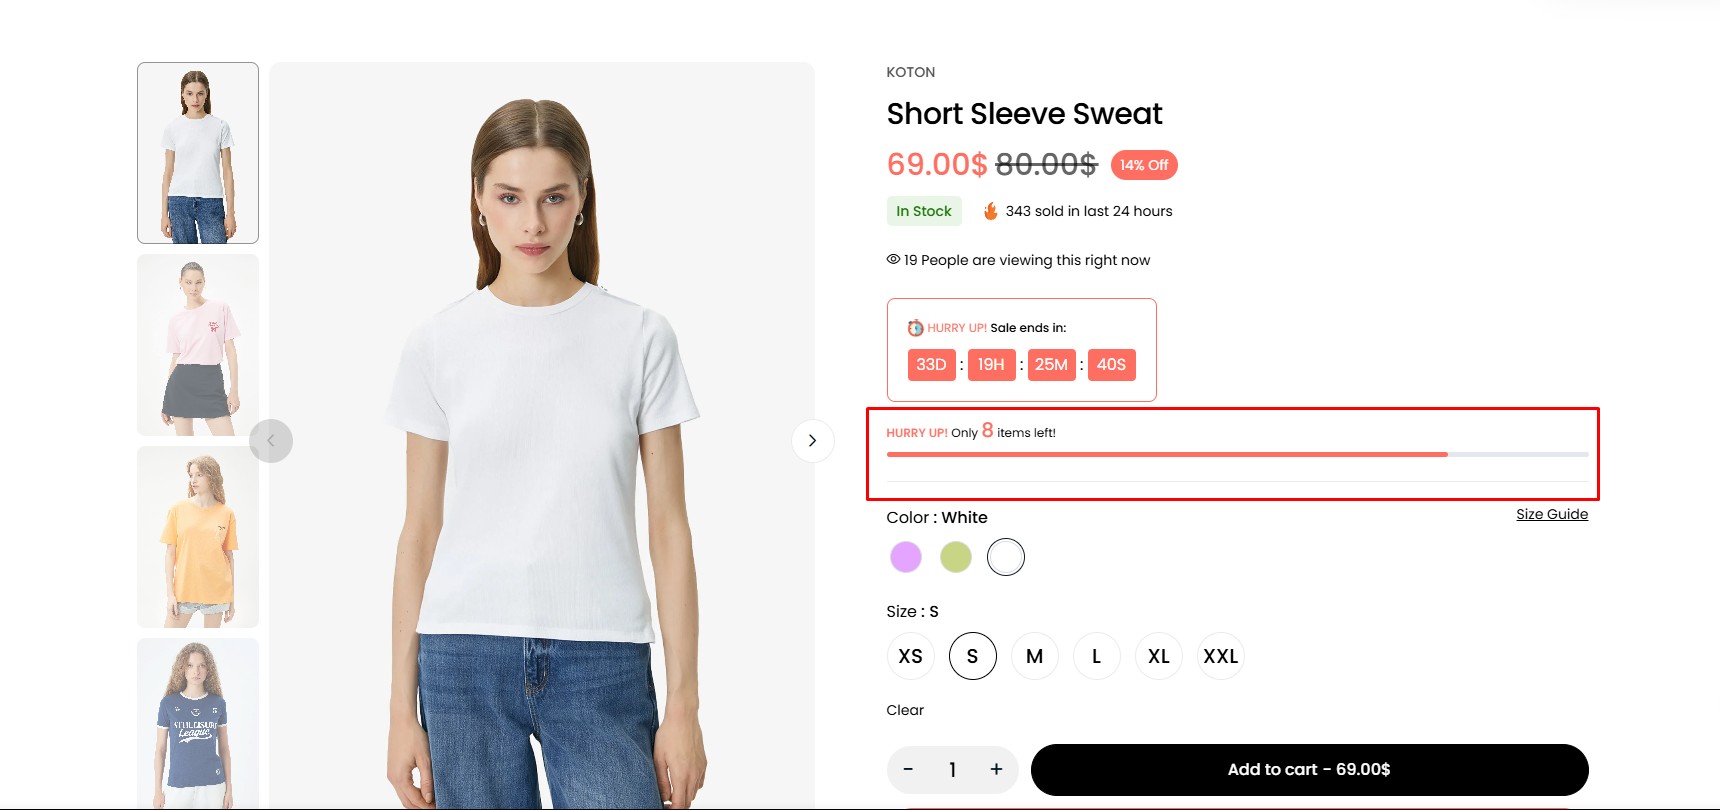 KOTON
Short Sleeve Sweat
69.00$ 80.00$ 14% Off
In Stock 343 sold in last 24 hours
19 People are viewing this right now
HURRY UP! Sale ends in:
33D : 19H : 25M : 40S
HURRY UP! Only 8 items left!
Color : White
Size Guide
Size : S
XS S M L XL XXL
Clear
- 1 +
Add to cart - 69.00$
League